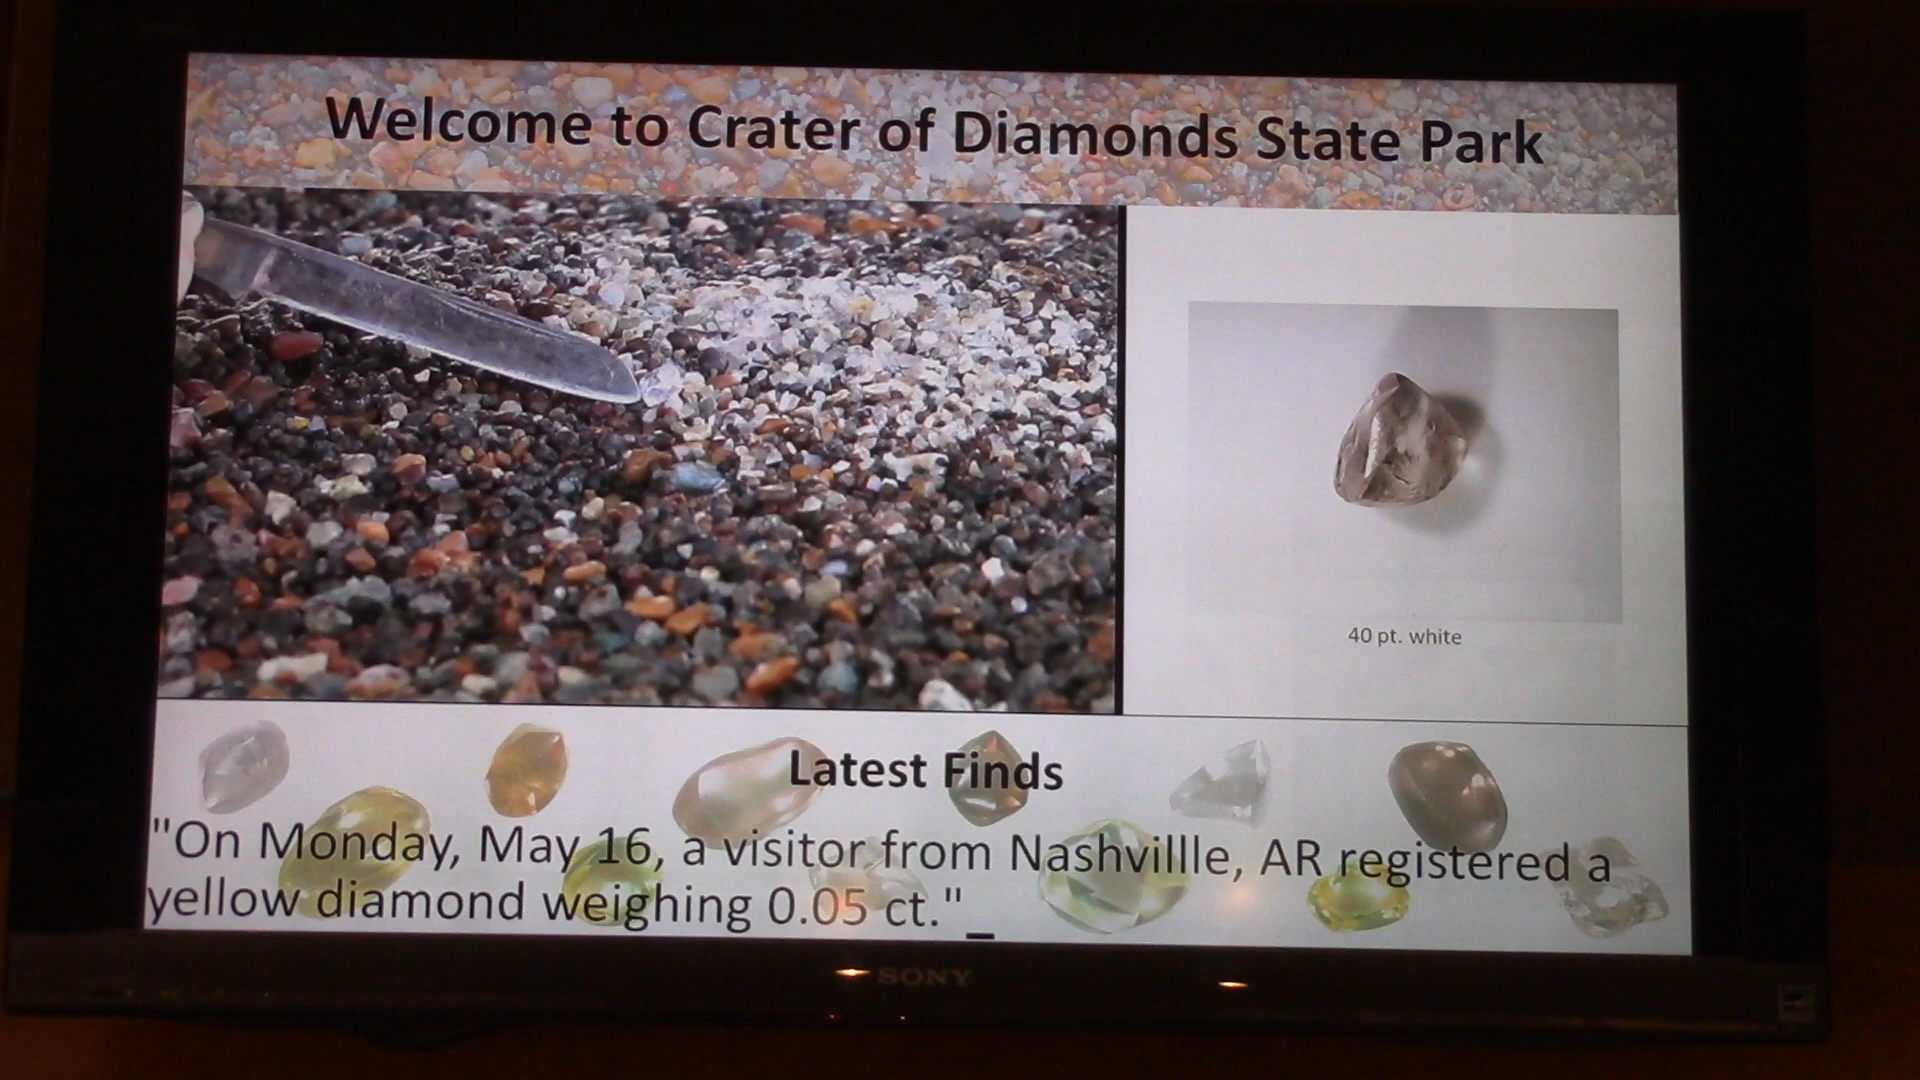 Welcome to Crater of Diamonds State Park
40 pt. white
Latest Finds
"On Monday, May 16, a visitor from Nashvillle, AR registered a
yellow diamond weighing 0.05 ct."
SONY